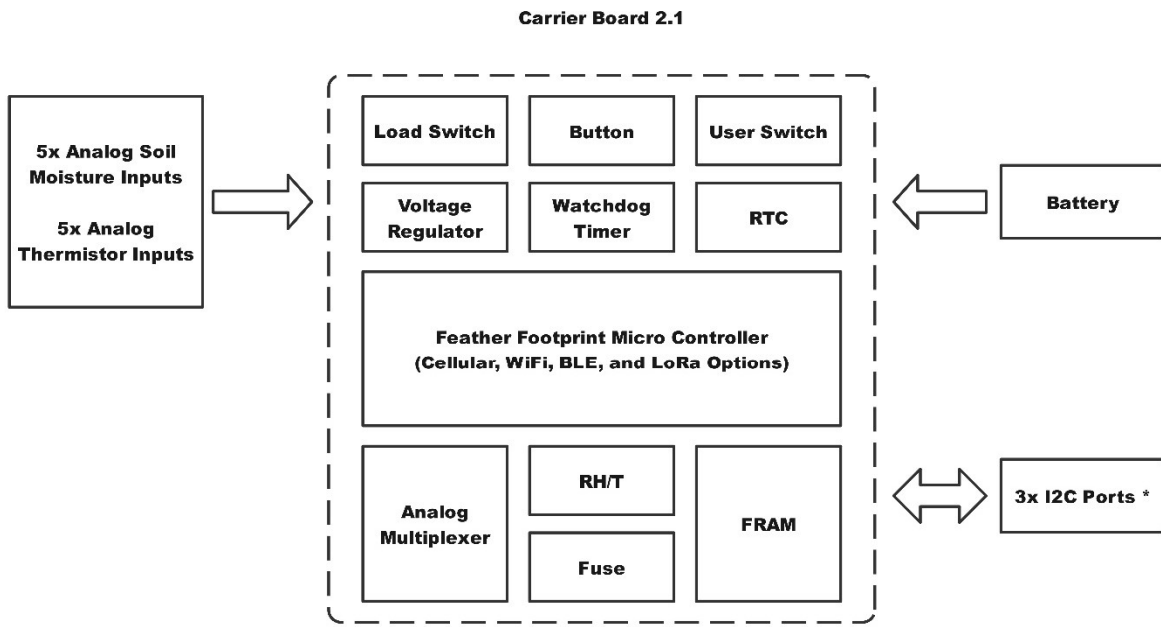 Carrier Board 2.1
5x Analog Soil
Moisture Inputs
5x Analog
Thermistor Inputs
Load Switch
Button
User Switch
Voltage
Regulator
Watchdog
Timer
RTC
Battery
Feather Footprint Micro Controller
(Cellular, WiFi, BLE, and LoRa Options)
Analog
Multiplexer
RH/T
Fuse
FRAM
3x I2C Ports *